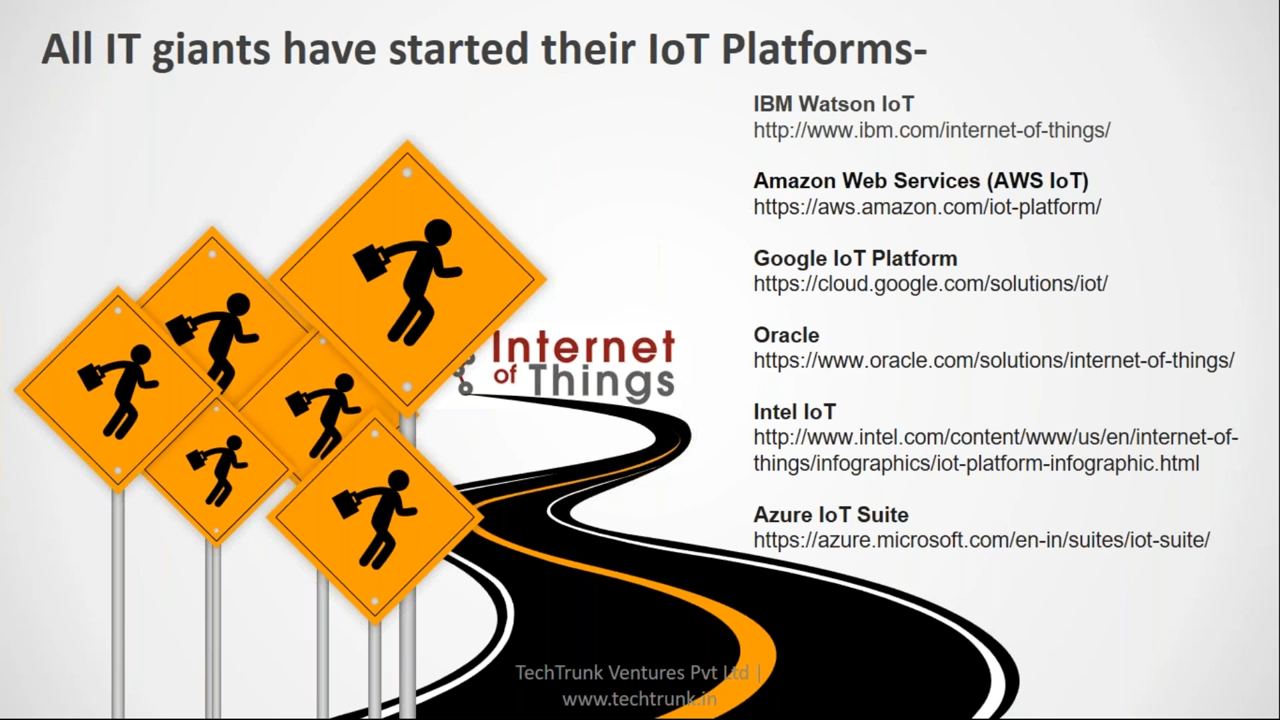 All IT giants have started their IoT Platforms-
IBM Watson IoT
http://www.ibm.com/internet-of-things/
Amazon Web Services (AWS IoT)
https://aws.amazon.com/iot-platform/
Google IoT Platform
https://cloud.google.com/solutions/iot/
Oracle
https://www.oracle.com/solutions/internet-of-things/
Intel IoT
http://www.intel.com/content/www/us/en/internet-of-
things/infographics/iot-platform-infographic.html
Azure IoT Suite
https://azure.microsoft.com/en-in/suites/iot-suite/
Internet
of Things
TechTrunk Ventures Pvt Ltd |
www.techtrunk.in